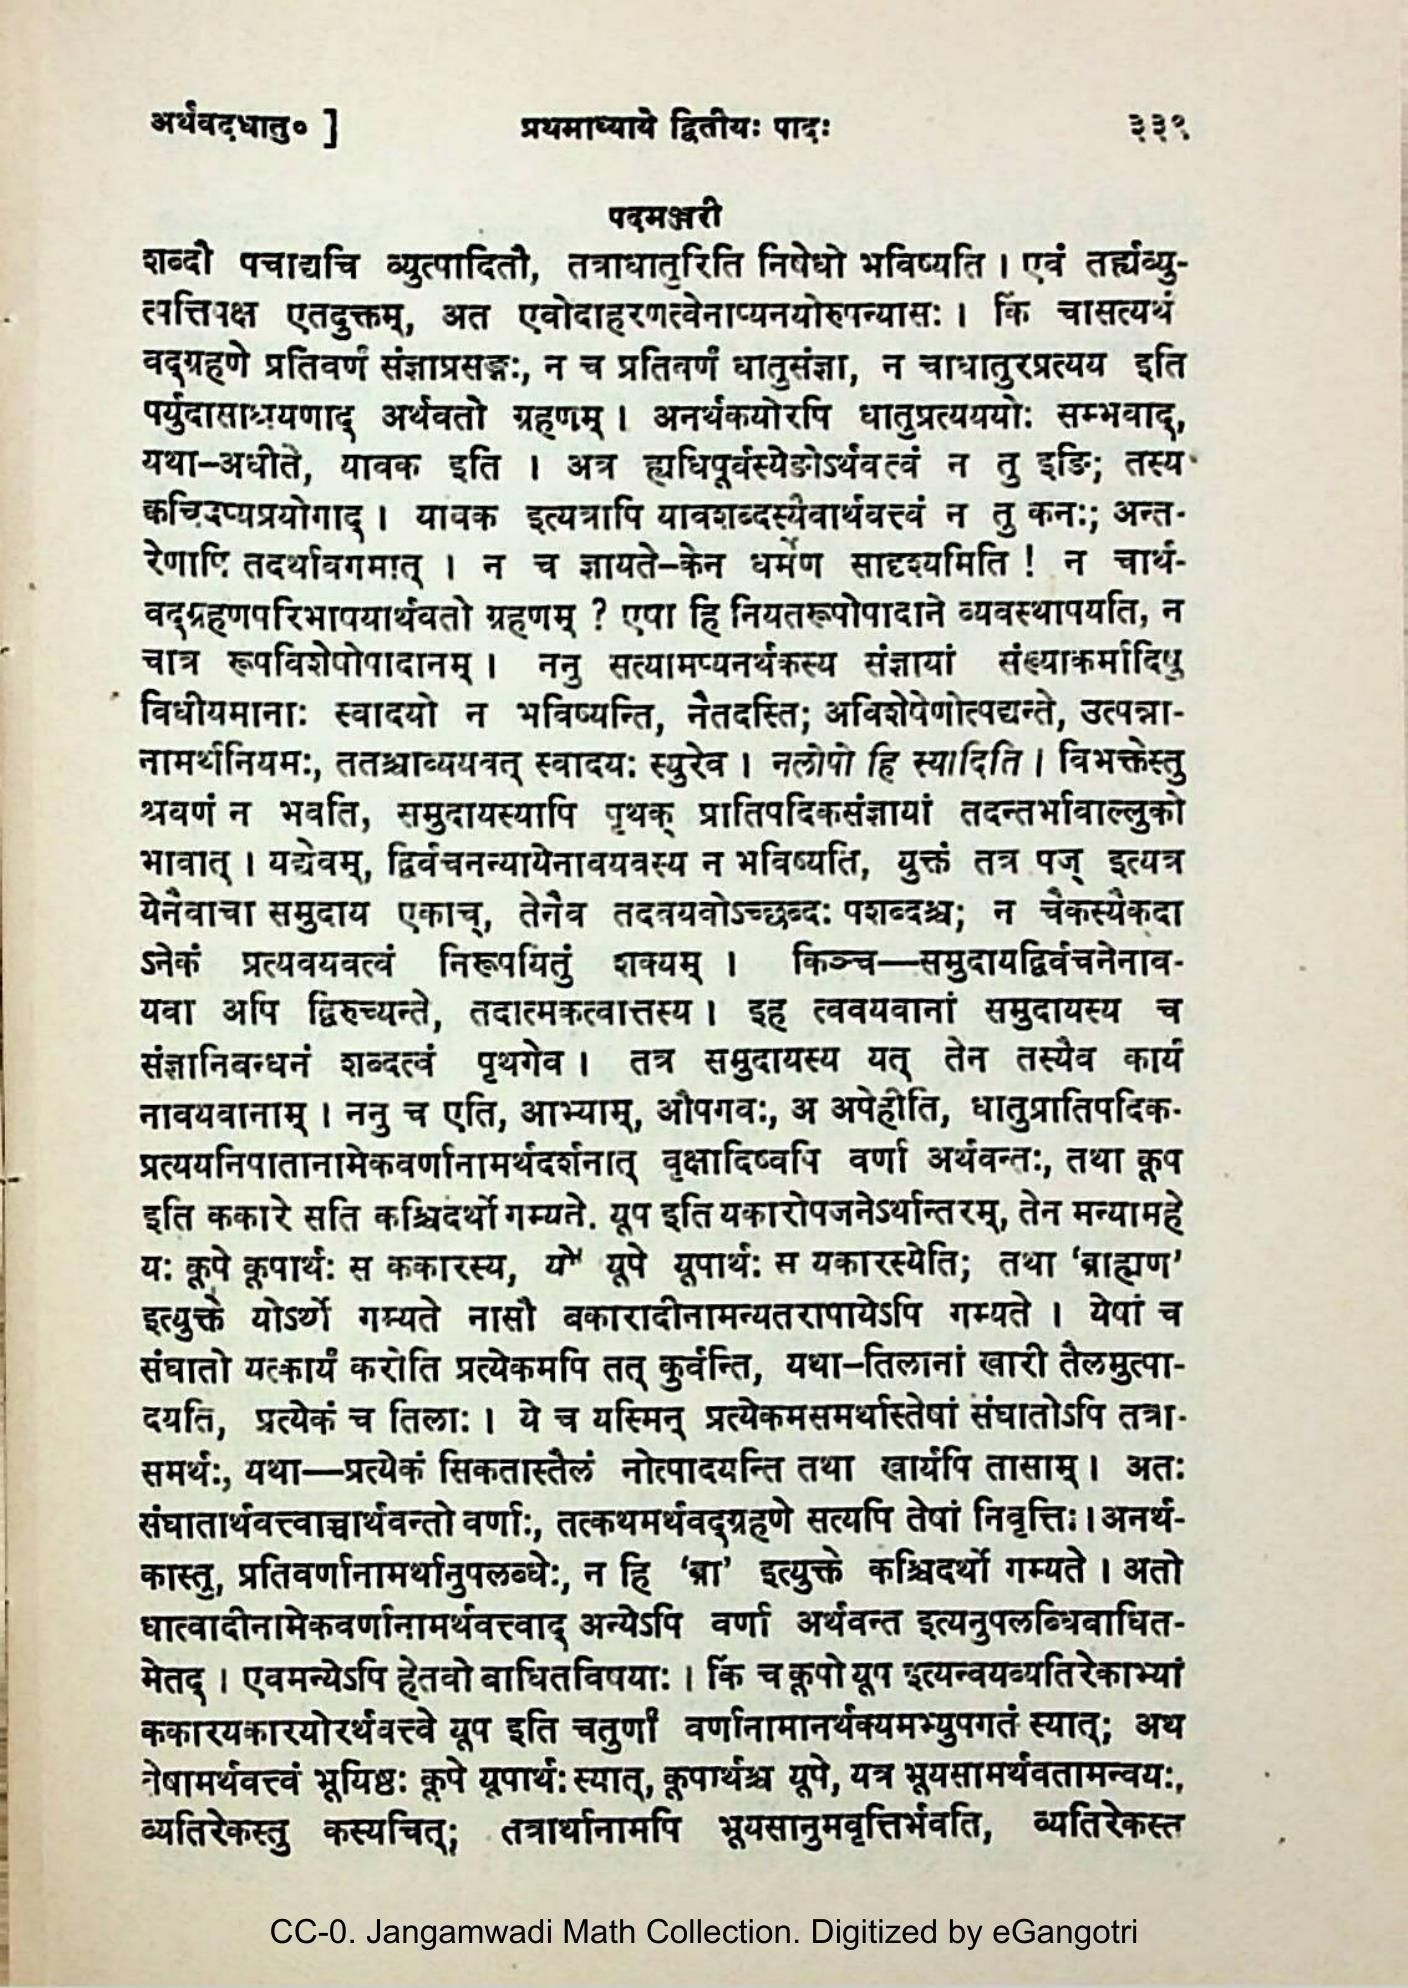 अर्थवदधातु० ]
प्रथमाध्याये द्वितीयः पादः
३३९
पदमञ्जरी
शब्दौ पचाद्यचि व्युत्पादितौ, तत्राधातुरिति निषेधो भविष्यति । एवं तर्ह्यव्यु-
त्पत्तिपक्ष एतदुक्तम्, अत एवोदाहरणत्वेनाप्यनयोरुपन्यासः । किं चासत्यर्थ
वद्ग्रहणे प्रतिवर्णं संज्ञाप्रसङ्गः, न च प्रतिवर्णं धातुसंज्ञा, न चाधातुरप्रत्यय इति
पर्युदासाश्रयणाद् अर्थवतो ग्रहणम् । अनर्थकयोरपि धातुप्रत्यययोः सम्भवाद्,
यथा–अधीते, यावक इति । अत्र ह्यधिपूर्वस्येङोऽर्थवत्वं न तु इङि; तस्य
क्वचिदप्यप्रयोगाद् । यावक इत्यत्रापि यावशब्दस्यैवार्थवत्त्वं न तु कनः; अन्त-
रेणापि तदर्थावगमात् । न च ज्ञायते–केन धर्मेण सादृश्यमिति ! न चार्थ-
वद्ग्रहणपरिभाषयार्थवतो ग्रहणम् ? एषा हि नियतरूपोपादाने व्यवस्थापयति, न
चात्र रूपविशेषोपादानम् । ननु सत्यामप्यनर्थकस्य संज्ञायां संख्याकर्मादिषु
विधीयमानाः स्वादयो न भविष्यन्ति, नैतदस्ति; अविशेषेणोत्पद्यन्ते, उत्पन्ना-
नामर्थनियमः, ततश्चाव्ययवत् स्वादयः स्युरेव । नलोपो हि स्यादिति । विभक्तेस्तु
श्रवणं न भवति, समुदायस्यापि पृथक् प्रातिपदिकसंज्ञायां तदन्तर्भावाल्लुको
भावात् । यद्येवम्, द्विर्वचनन्यायेनावयवस्य न भविष्यति, युक्तं तत्र पज् इत्यत्र
येनैवाचा समुदाय एकाच्, तेनैव तदवयवोऽच्छब्दः पशब्दश्च; न चैकस्यैकदा
ऽनेकं प्रत्यवयवत्वं निरूपयितुं शक्यम् । किञ्च—समुदायद्विर्वचनेनाव-
यवा अपि द्विरुच्यन्ते, तदात्मकत्वात्तस्य । इह त्ववयवानां समुदायस्य च
संज्ञानिबन्धनं शब्दत्वं पृथगेव । तत्र समुदायस्य यत् तेन तस्यैव कार्यं
नावयवानाम् । ननु च एति, आभ्याम्, औपगवः, अ अपेहीति, धातुप्रातिपदिक-
प्रत्ययनिपातानामेकवर्णानामर्थदर्शनात् वृक्षादिष्वपि वर्णा अर्थवन्तः, तथा कूप
इति ककारे सति कश्चिदर्थो गम्यते. यूप इति यकारोपजनेऽर्थान्तरम्, तेन मन्यामहे
यः कूपे कूपार्थः स ककारस्य, यो यूपे यूपार्थः स यकारस्येति; तथा ‘ब्राह्मण’
इत्युक्ते योऽर्थो गम्यते नासौ बकारादीनामन्यतरापायेऽपि गम्यते । येषां च
संघातो यत्कार्यं करोति प्रत्येकमपि तत् कुर्वन्ति, यथा–तिलानां खारी तैलमुत्पा-
दयति, प्रत्येकं च तिलाः । ये च यस्मिन् प्रत्येकमसमर्थास्तेषां संघातोऽपि तत्रा-
समर्थः, यथा—प्रत्येकं सिकतास्तैलं नोत्पादयन्ति तथा खार्यपि तासाम् । अतः
संघातार्थवत्त्वाच्चार्थवन्तो वर्णाः, तत्कथमर्थवद्ग्रहणे सत्यपि तेषां निवृत्तिः । अनर्थ-
कास्तु, प्रतिवर्णानामर्थानुपलब्धेः, न हि ‘ब्रा’ इत्युक्ते कश्चिदर्थो गम्यते । अतो
धात्वादीनामेकवर्णानामर्थवत्त्वाद् अन्येऽपि वर्णा अर्थवन्त इत्यनुपलब्धिबाधित-
मेतद् । एवमन्येऽपि हेतवो बाधितविषयाः । किं च कूपो यूप इत्यन्वयव्यतिरेकाभ्यां
ककारयकारयोरर्थवत्त्वे यूप इति चतुर्णां वर्णानामानर्थक्यमभ्युपगतं स्यात्; अथ
तेषामर्थवत्त्वं भूयिष्ठः कूपे यूपार्थः स्यात्, कूपार्थश्च यूपे, यत्र भूयसामर्थवतामन्वयः,
व्यतिरेकस्तु कस्यचित्; तत्रार्थानामपि भूयसानुमवृत्तिर्भवति, व्यतिरेकस्त
CC-0. Jangamwadi Math Collection. Digitized by eGangotri